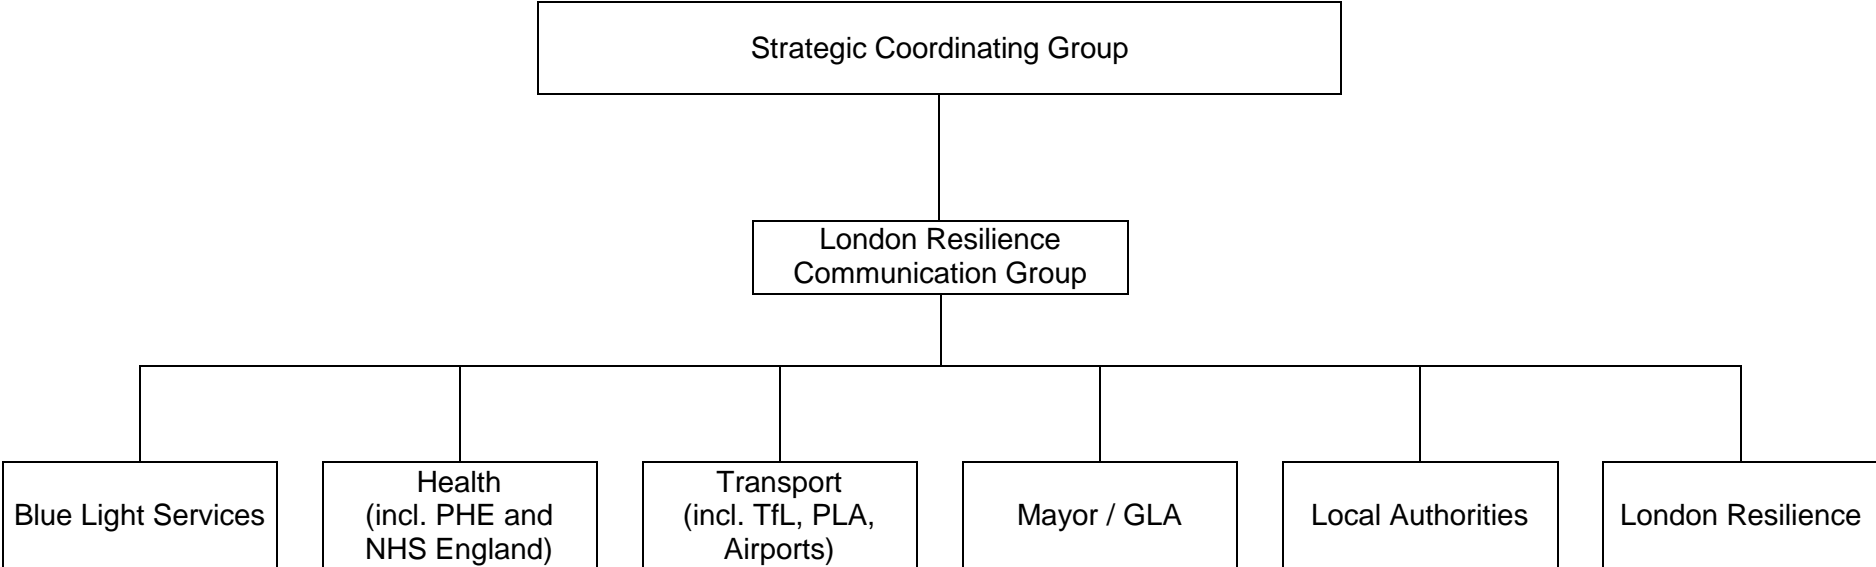 Strategic Coordinating Group
London Resilience
Communication Group
Blue Light Services
Health
(incl. PHE and
NHS England)
Transport
(incl. TfL, PLA,
Airports)
Mayor / GLA
Local Authorities
London Resilience